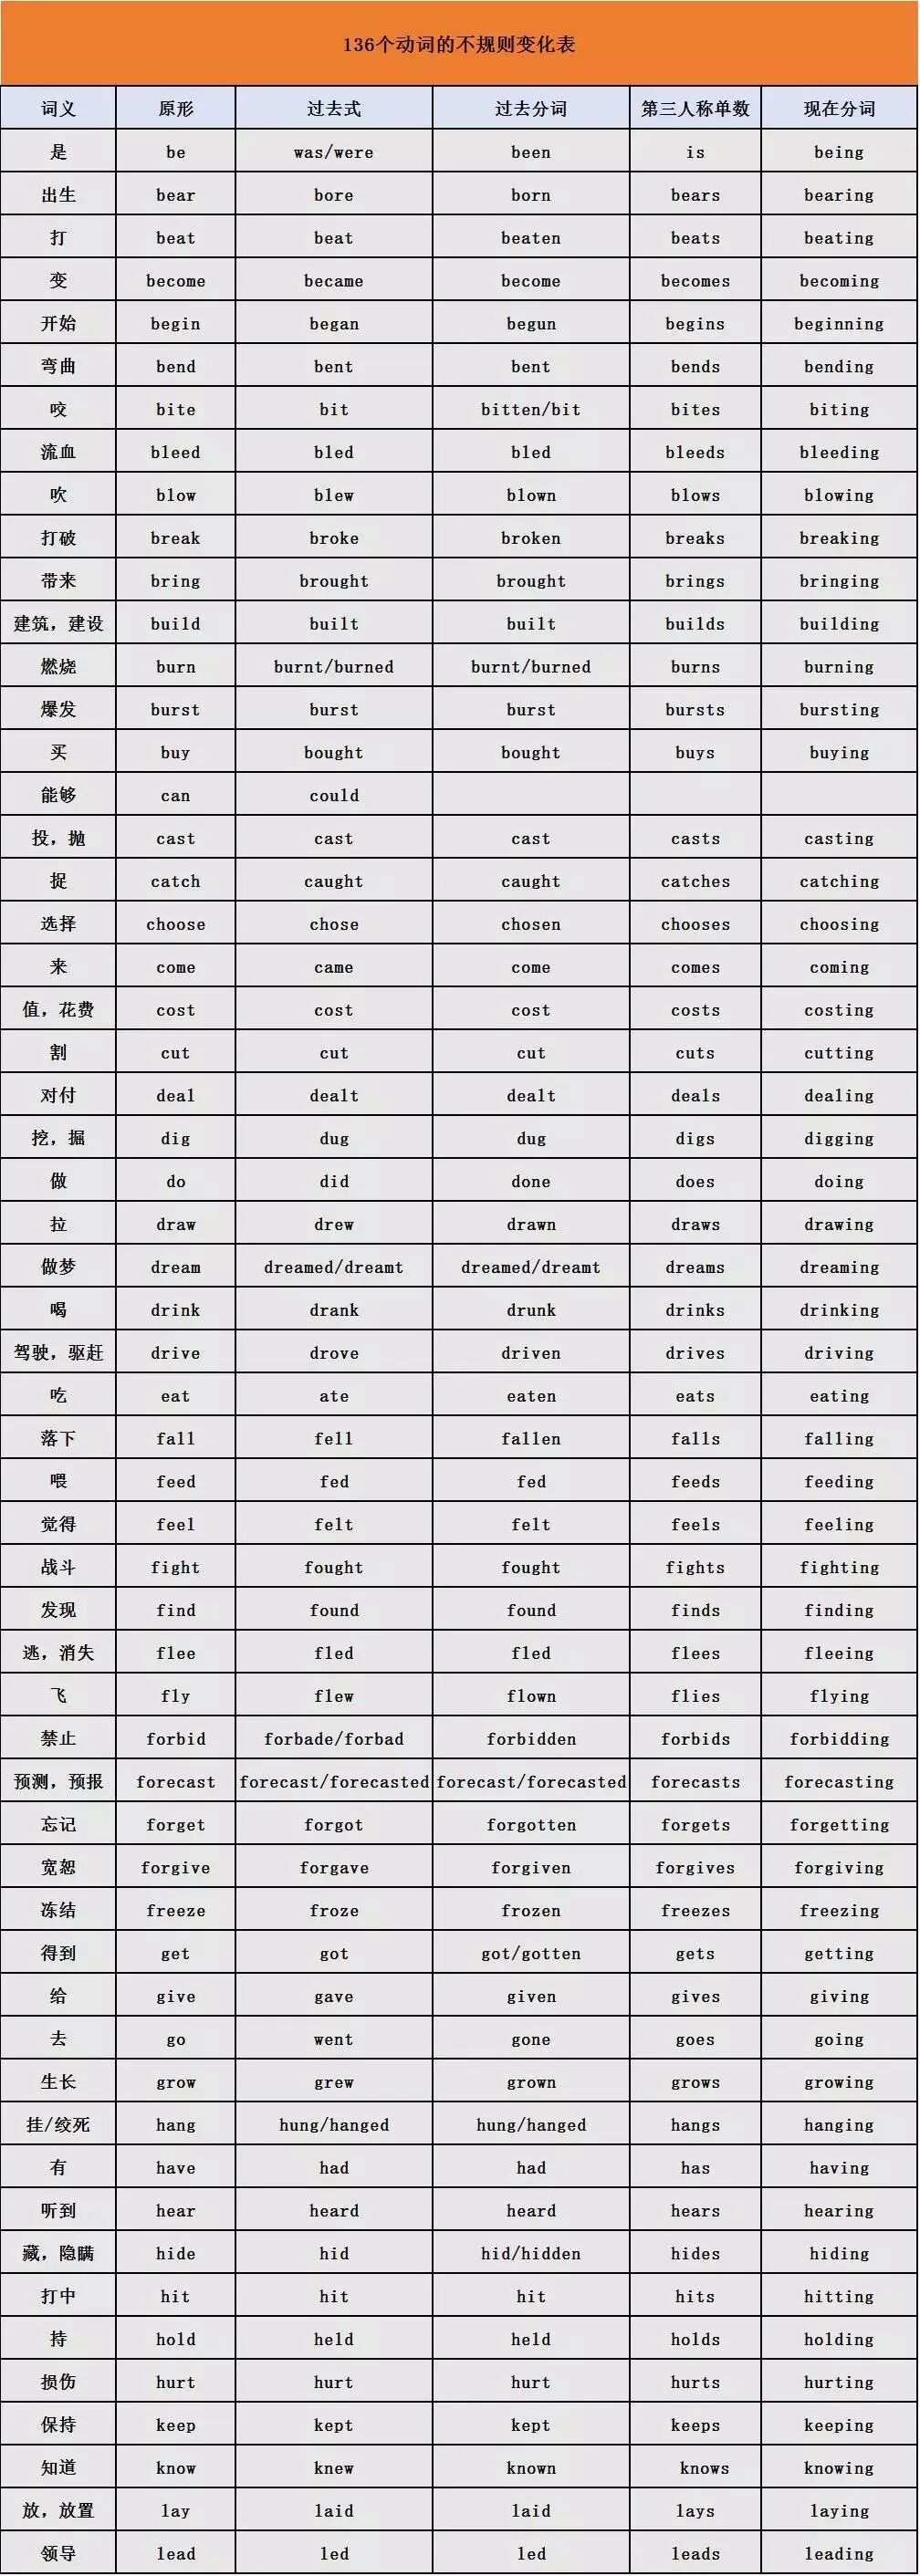 136个动词的不规则变化表
词义 原形 过去式 过去分词 第三人称单数 现在分词
是 be was/were been is being
出生 bear bore born bears bearing
打 beat beat beaten beats beating
变 become became become becomes becoming
开始 begin began begun begins beginning
弯曲 bend bent bent bends bending
咬 bite bit bitten/bit bites biting
流血 bleed bled bled bleeds bleeding
吹 blow blew blown blows blowing
打破 break broke broken breaks breaking
带来 bring brought brought brings bringing
建筑，建设 build built built builds building
燃烧 burn burnt/burned burnt/burned burns burning
爆发 burst burst burst bursts bursting
买 buy bought bought buys buying
能够 can could
投，抛 cast cast cast casts casting
捉 catch caught caught catches catching
选择 choose chose chosen chooses choosing
来 come came come comes coming
值，花费 cost cost cost costs costing
割 cut cut cut cuts cutting
对付 deal dealt dealt deals dealing
挖，掘 dig dug dug digs digging
做 do did done does doing
拉 draw drew drawn draws drawing
做梦 dream dreamed/dreamt dreamed/dreamt dreams dreaming
喝 drink drank drunk drinks drinking
驾驶，驱赶 drive drove driven drives driving
吃 eat ate eaten eats eating
落下 fall fell fallen falls falling
喂 feed fed fed feeds feeding
觉得 feel felt felt feels feeling
战斗 fight fought fought fights fighting
发现 find found found finds finding
逃，消失 flee fled fled flees fleeing
飞 fly flew flown flies flying
禁止 forbid forbade/forbad forbidden forbids forbidding
预测，预报 forecast forecast/forecasted forecast/forecasted forecasts forecasting
忘记 forget forgot forgotten forgets forgetting
宽恕 forgive forgave forgiven forgives forgiving
冻结 freeze froze frozen freezes freezing
得到 get got got/gotten gets getting
给 give gave given gives giving
去 go went gone goes going
生长 grow grew grown grows growing
挂/绞死 hang hung/hanged hung/hanged hangs hanging
有 have had had has having
听到 hear heard heard hears hearing
藏，隐瞒 hide hid hid/hidden hides hiding
打中 hit hit hit hits hitting
持 hold held held holds holding
损伤 hurt hurt hurt hurts hurting
保持 keep kept kept keeps keeping
知道 know knew known knows knowing
放，放置 lay laid laid lays laying
领导 lead led led leads leading